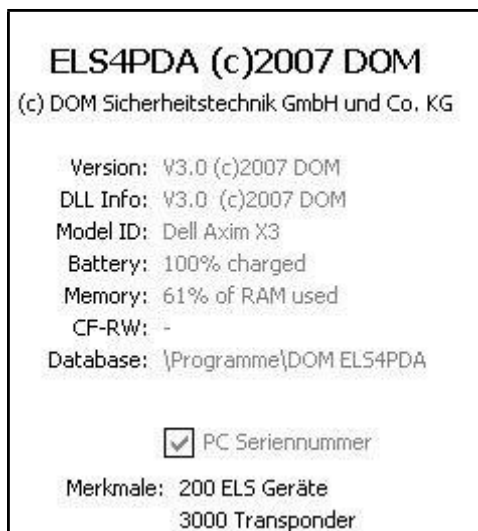 ELS4PDA (c)2007 DOM
(c) DOM Sicherheitstechnik GmbH und Co. KG
Version: V3.0 (c)2007 DOM
DLL Info: V3.0 (c)2007 DOM
Model ID: Dell Axim X3
Battery: 100% charged
Memory: 61% of RAM used
CF-RW: -
Database: \Programme\DOM ELS4PDA
PC Seriennummer
Merkmale: 200 ELS Geräte
3000 Transponder